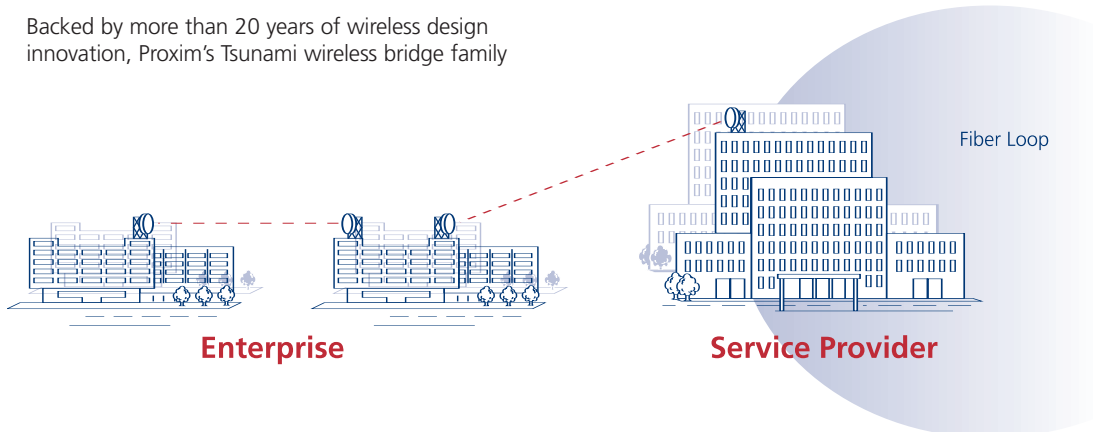 Backed by more than 20 years of wireless design
innovation, Proxim’s Tsunami wireless bridge family
Fiber Loop
Enterprise
Service Provider